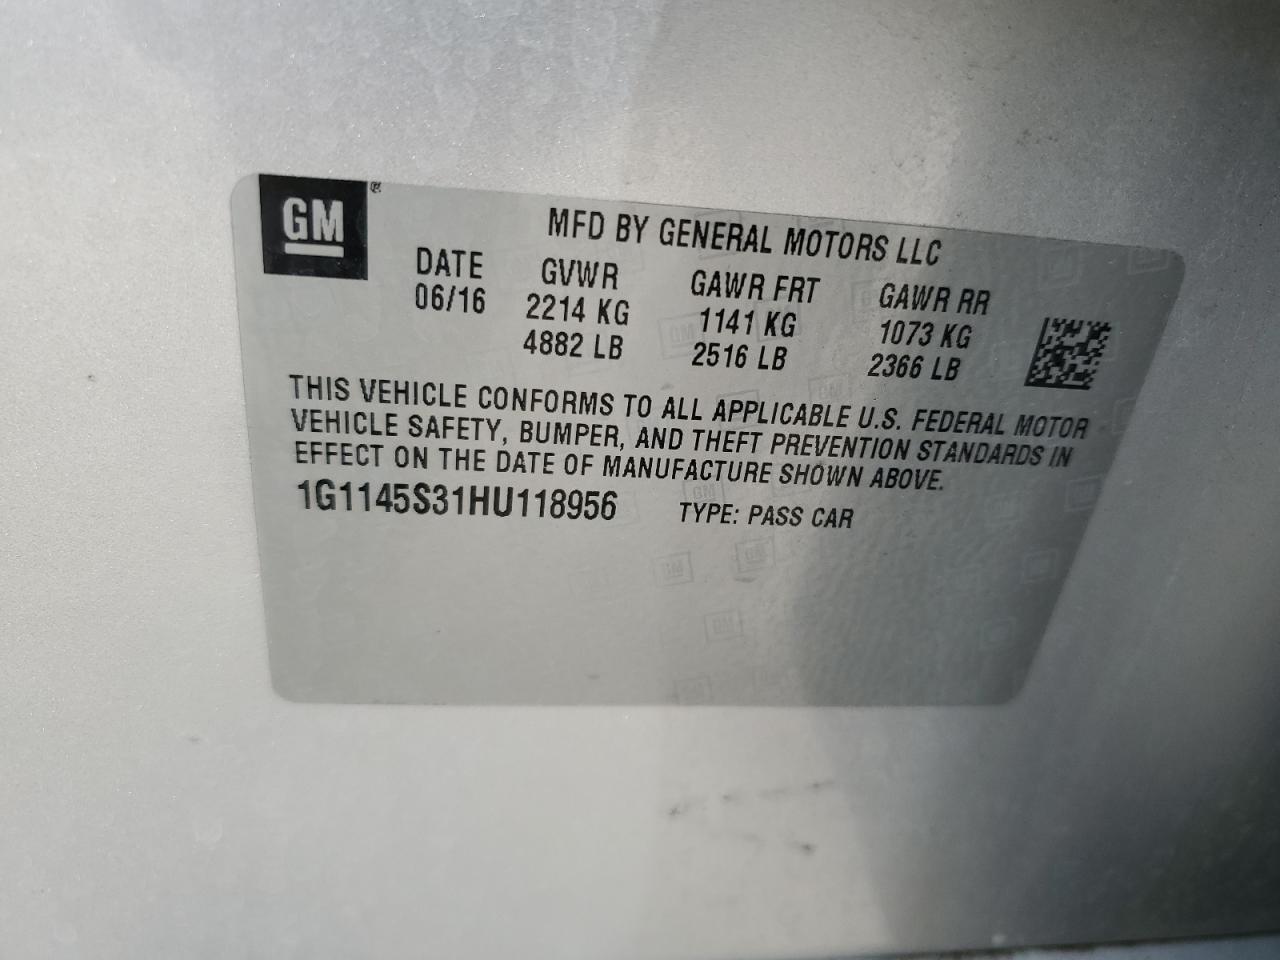 GM
MFD BY GENERAL MOTORS LLC
DATE GVWR GAWR FRT GAWR RR
06/16 2214 KG 1141 KG 1073 KG
4882 LB 2516 LB 2366 LB
THIS VEHICLE CONFORMS TO ALL APPLICABLE U.S. FEDERAL MOTOR
VEHICLE SAFETY, BUMPER, AND THEFT PREVENTION STANDARDS IN
EFFECT ON THE DATE OF MANUFACTURE SHOWN ABOVE.
1G1145S31HU118956 TYPE: PASS CAR